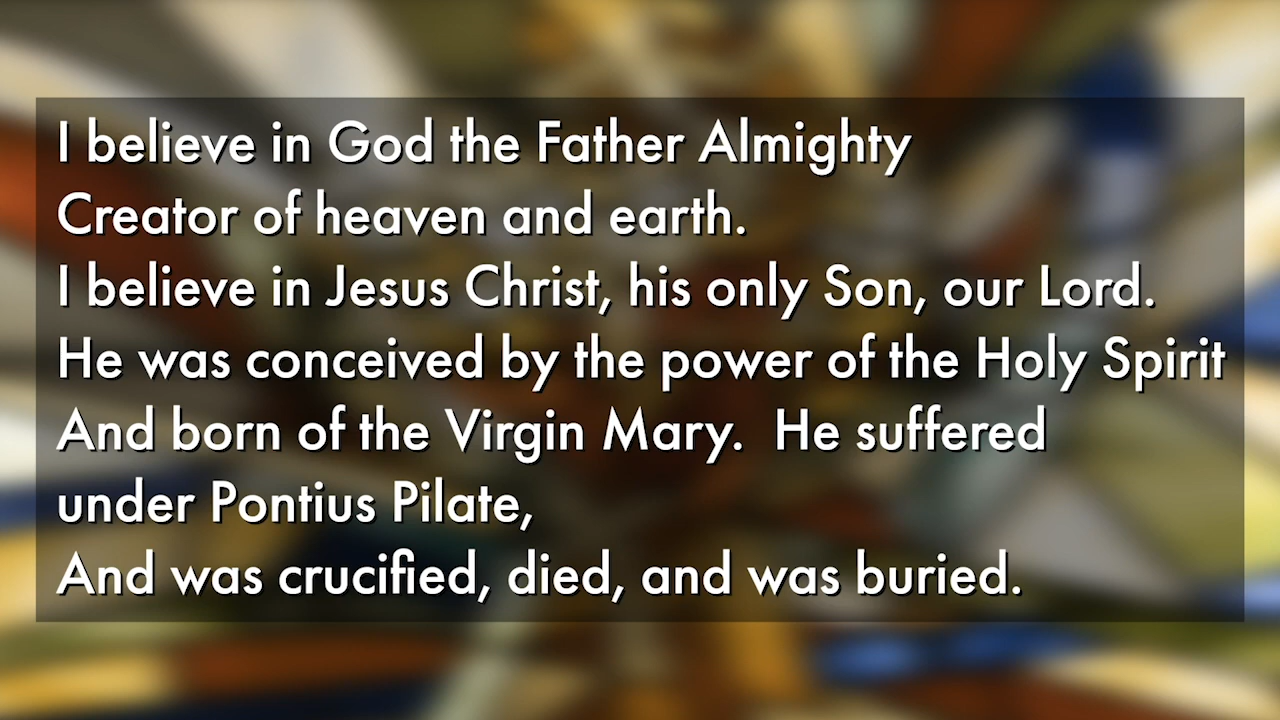 I believe in God the Father Almighty
Creator of heaven and earth.
I believe in Jesus Christ, his only Son, our Lord.
He was conceived by the power of the Holy Spirit
And born of the Virgin Mary.  He suffered
under Pontius Pilate,
And was crucified, died, and was buried.